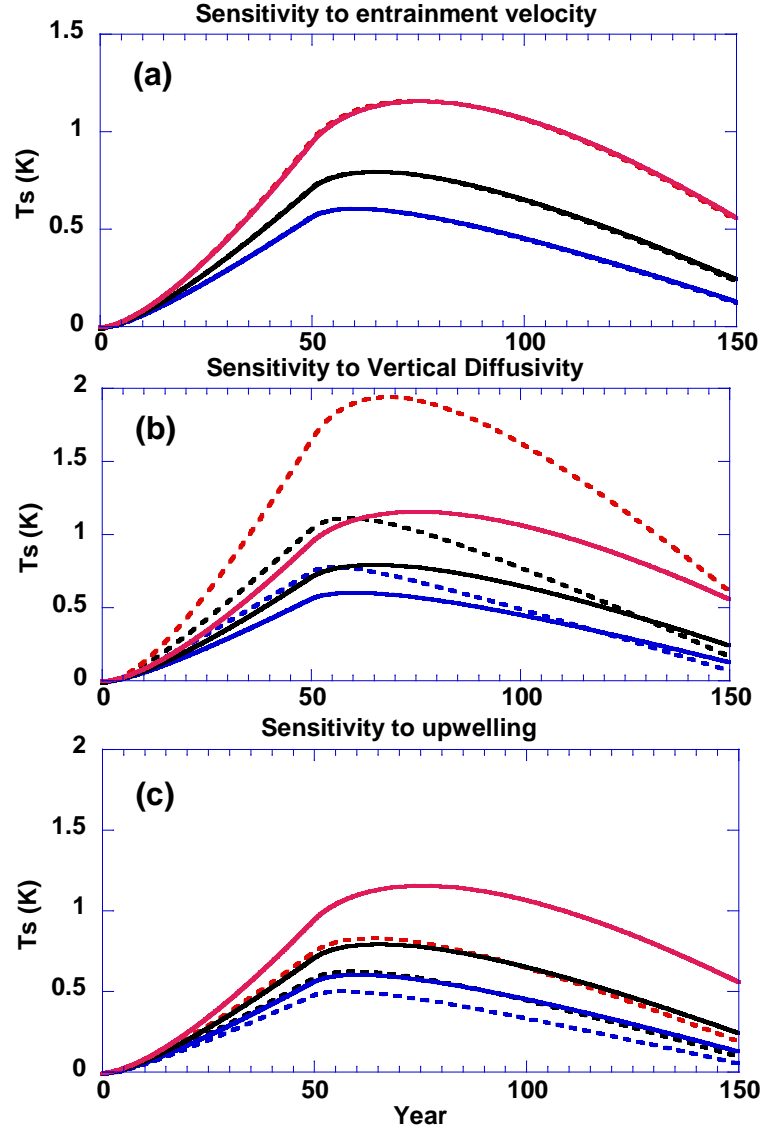 Sensitivity to entrainment velocity
1.5
(a)
1
Ts (K)
0.5
0
0 50 100 150
Sensitivity to Vertical Diffusivity
2
(b)
1.5
Ts (K)
1
0.5
0
0 50 100 150
Sensitivity to upwelling
2
(c)
1.5
Ts (K)
1
0.5
0
0 50 100 150
Year